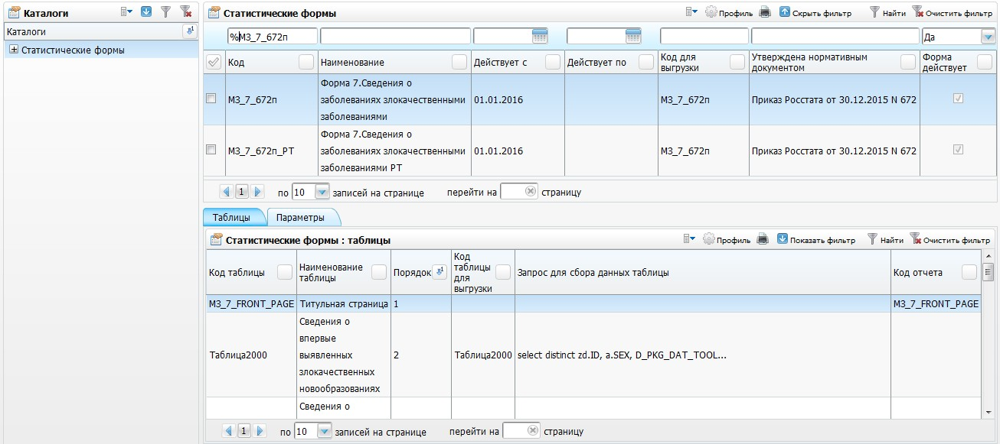 Каталоги
Каталоги
Статистические формы
Статистические формы
Профиль
Скрыть фильтр
Найти
Очистить фильтр
%МЗ_7_672п
Да
Код
Наименование
Действует с
Действует по
Код для
выгрузки
Утверждена нормативным
документом
Форма
действует
МЗ_7_672п
Форма 7.Сведения о
заболеваниях злокачественными
заболеваниями
01.01.2016
МЗ_7_672п
Приказ Росстата от 30.12.2015 N 672
МЗ_7_672п_РТ
Форма 7.Сведения о
заболеваниях злокачественными
заболеваниями РТ
01.01.2016
МЗ_7_672п
Приказ Росстата от 30.12.2015 N 672
1
по 10 записей на странице
перейти на страницу
Таблицы
Параметры
Статистические формы : таблицы
Профиль
Показать фильтр
Найти
Очистить фильтр
Код таблицы
Наименование
таблицы
Порядок
Код
таблицы
для
выгрузки
Запрос для сбора данных таблицы
Код отчета
МЗ_7_FRONT_PAGE
Титульная страница
1
МЗ_7_FRONT_PAGE
Таблица2000
Сведения о
впервые
выявленных
злокачественных
новообразованиях
2
Таблица2000
select distinct zd.ID, a.SEX, D_PKG_DAT_TOOL...
Сведения о
1
по 10 записей на странице
перейти на страницу